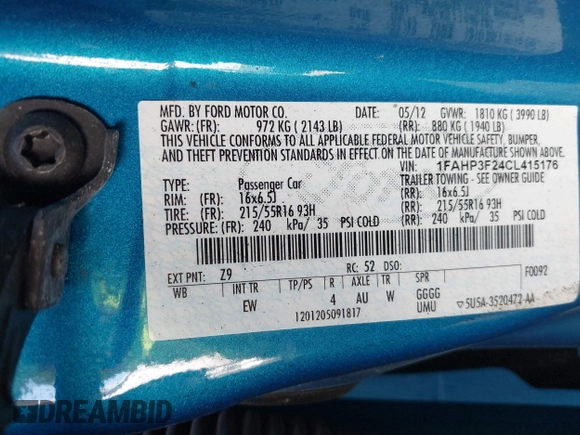 MFD. BY FORD MOTOR CO. DATE: 05/12 GVWR: 1810 KG ( 3990 LB)
GAWR: (FR): 972 KG ( 2143 LB) (RR): 880 KG ( 1940 LB)
THIS VEHICLE CONFORMS TO ALL APPLICABLE FEDERAL MOTOR VEHICLE SAFETY, BUMPER,
AND THEFT PREVENTION STANDARDS IN EFFECT ON THE DATE OF MANUFACTURE SHOWN ABOVE.
VIN: 1FAHP3F24CL415176
TYPE: Passenger Car TRAILER TOWING - SEE OWNER GUIDE
RIM: (FR): 16x6.5J (RR): 16x6.5J
TIRE: (FR): 215/55R16 93H (RR): 215/55R16 93H
PRESSURE: (FR): 240 kPa/ 35 PSI COLD (RR): 240 kPa/ 35 PSI COLD
EXT PNT: Z9 RC: 52 DSO: F0092
WB INT TR TP/PS R AXLE TR SPR
EW 4 AU W GGGG
UMU
1201205091817 5U5A-3520472 AA
DREAMBID